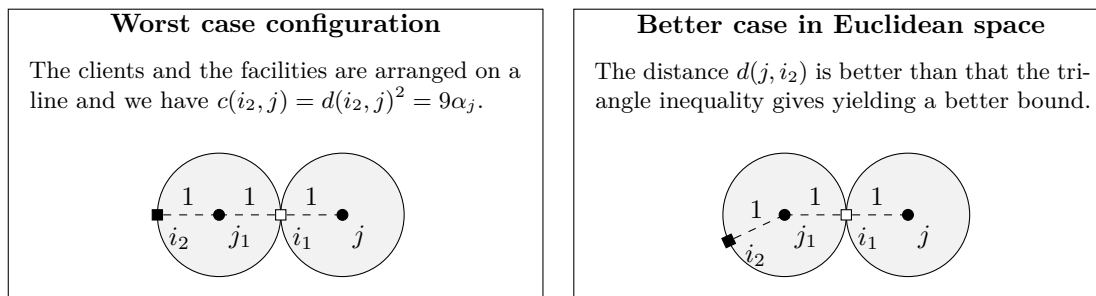 Worst case configuration
The clients and the facilities are arranged on a
line and we have c(i₂, j) = d(i₂, j)² = 9αⱼ.
1 1 1
i₂ j₁ i₁ j
Better case in Euclidean space
The distance d(j, i₂) is better than that the tri-
angle inequality gives yielding a better bound.
1 1 1
i₂ j₁ i₁ j